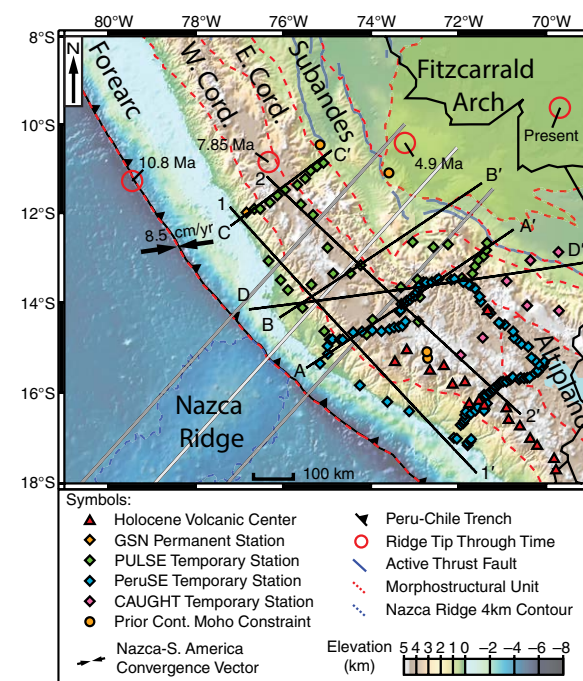 80°W 78° 76°W 74°W 72°W 70°W
8°S
10°S
12°S
14°S
16°S
18°S
N
Forearc
W. Cord.
E. Cord.
Subandes
Fitzcarrald
Arch
Present
10.8 Ma
7.85 Ma
4.9 Ma
8.5 cm/yr
1
2
C
C'
B'
A'
D'
D
B
A
Nazca
Ridge
Altiplano
2'
1'
100 km
Symbols:
Holocene Volcanic Center
GSN Permanent Station
PULSE Temporary Station
PeruSE Temporary Station
CAUGHT Temporary Station
Prior Cont. Moho Constraint
Nazca-S. America
Convergence Vector
Peru-Chile Trench
Ridge Tip Through Time
Active Thrust Fault
Morphostructural Unit
Nazca Ridge 4km Contour
Elevation
(km)
5 4 3 2 1 0 −2 −4 −6 −8